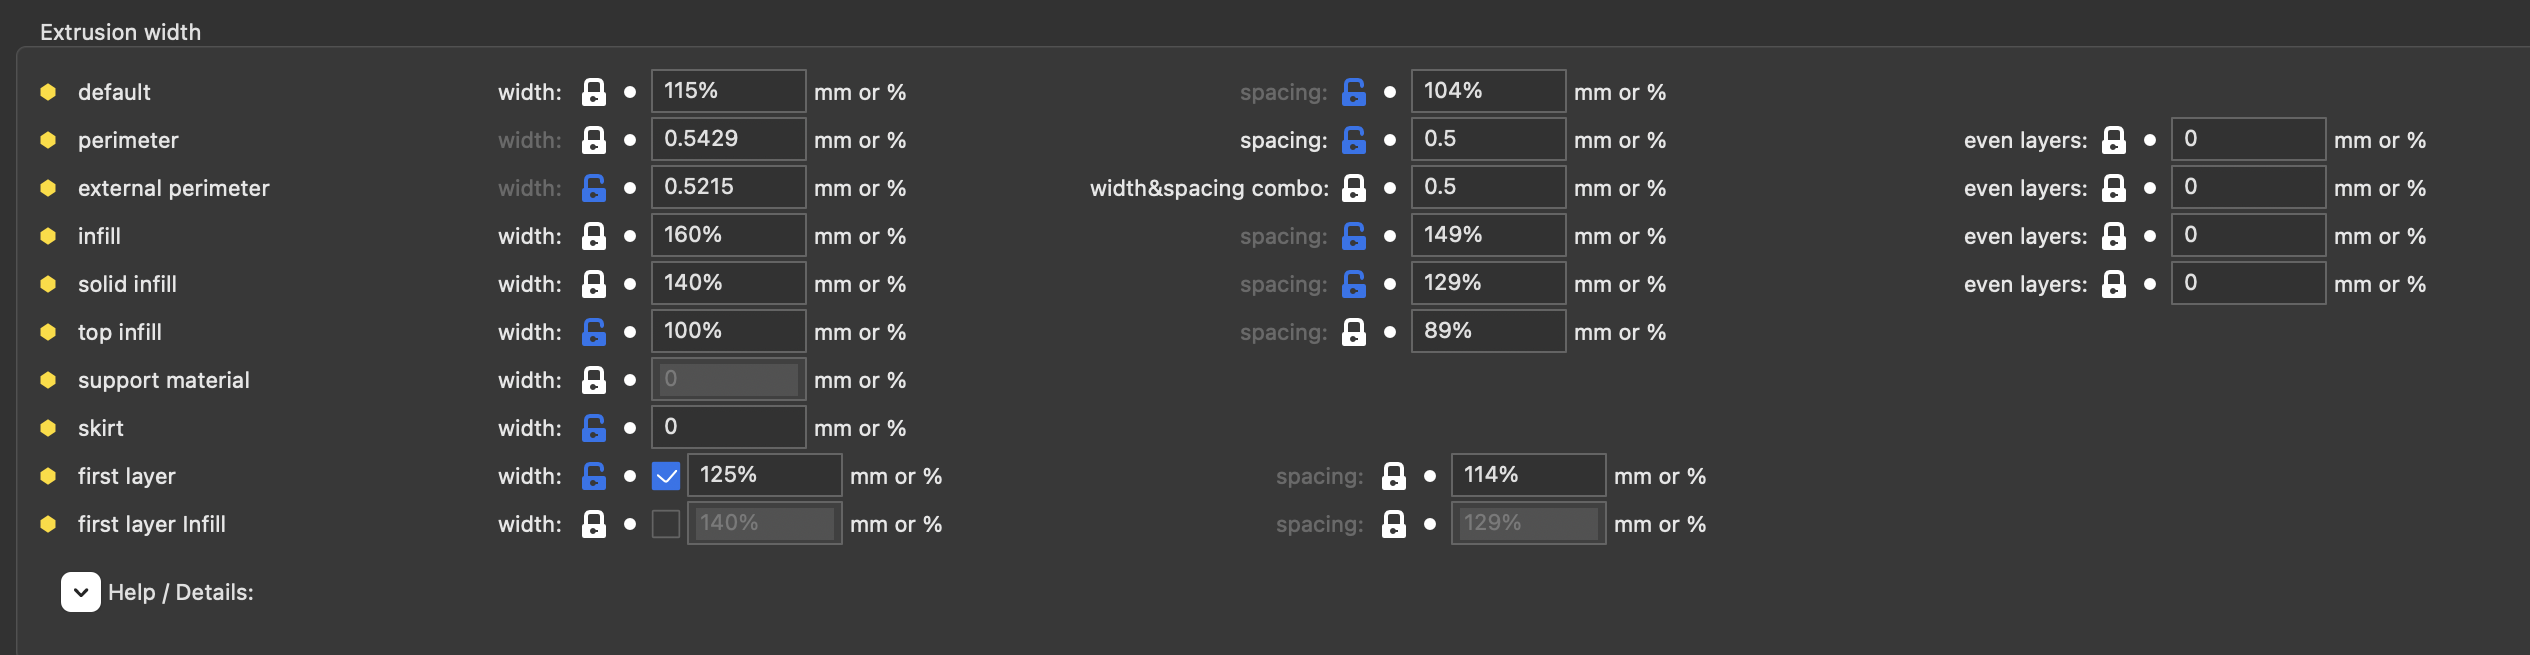 Extrusion width
default width: 115% mm or % spacing: 104% mm or %
perimeter width: 0.5429 mm or % spacing: 0.5 mm or % even layers: 0 mm or %
external perimeter width: 0.5215 mm or % width&spacing combo: 0.5 mm or % even layers: 0 mm or %
infill width: 160% mm or % spacing: 149% mm or % even layers: 0 mm or %
solid infill width: 140% mm or % spacing: 129% mm or % even layers: 0 mm or %
top infill width: 100% mm or % spacing: 89% mm or %
support material width: 0 mm or %
skirt width: 0 mm or %
first layer width: 125% mm or % spacing: 114% mm or %
first layer Infill width: 140% mm or % spacing: 129% mm or %
Help / Details: